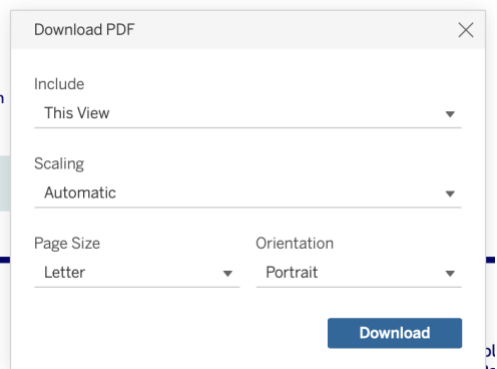 Download PDF
Include
This View
Scaling
Automatic
Page Size
Orientation
Letter
Portrait
Download